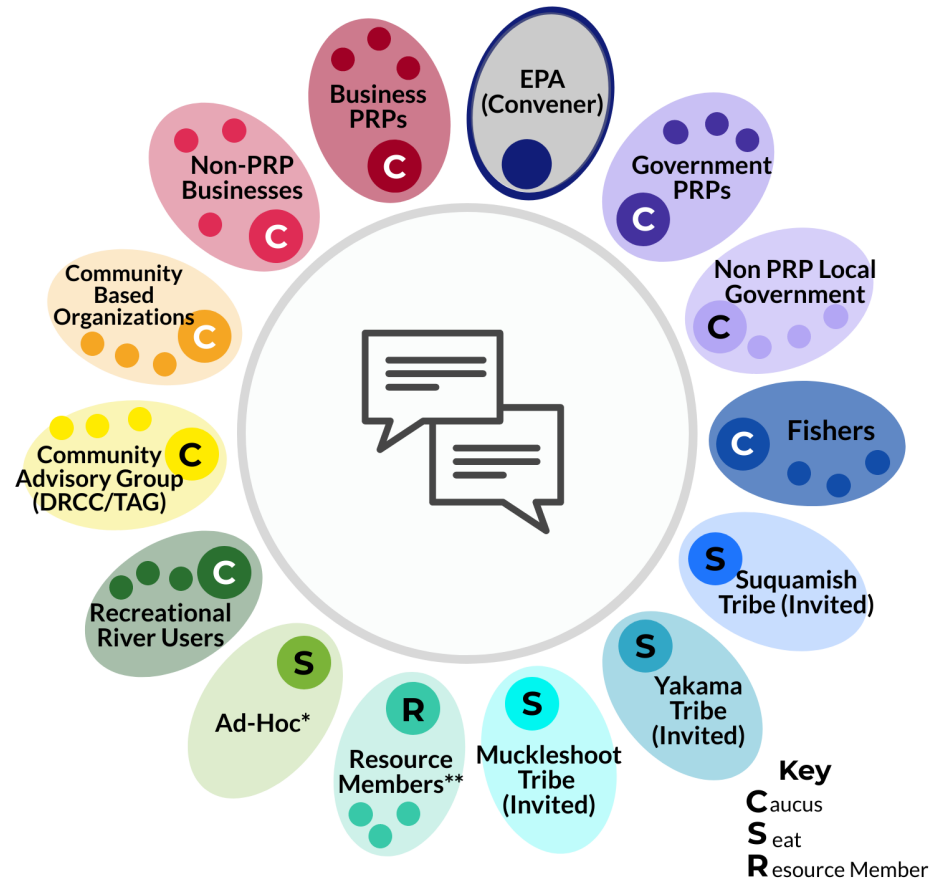 EPA
(Convener)
Government
PRPs
C
Non PRP Local
Government
C
Fishers
C
S
Suquamish
Tribe (Invited)
S
Yakama
Tribe
(Invited)
S
Muckleshoot
Tribe
(Invited)
R
Resource
Members**
S
Ad-Hoc*
C
Recreational
River Users
C
Community
Advisory Group
(DRCC/TAG)
Community
Based
Organizations
C
Non-PRP
Businesses
C
Business
PRPs
C
Key
Caucus
Seat
Resource Member